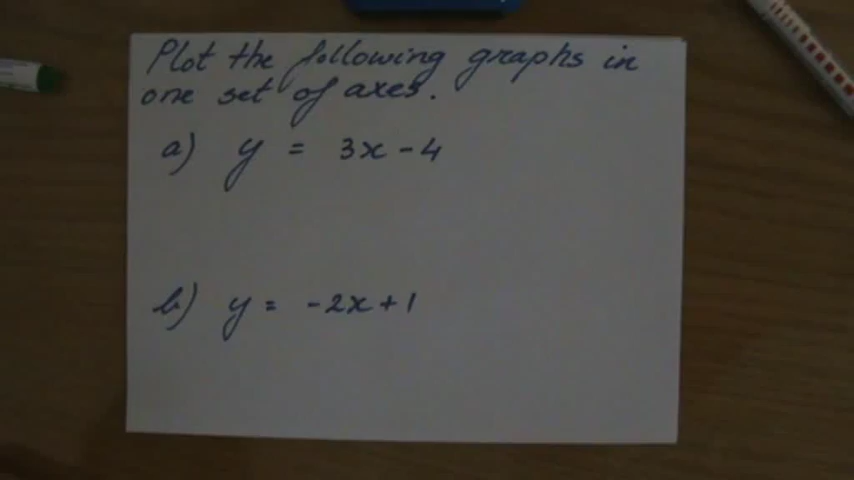 Plot the following graphs in
one set of axes.
a) y = 3x - 4
b) y = -2x + 1